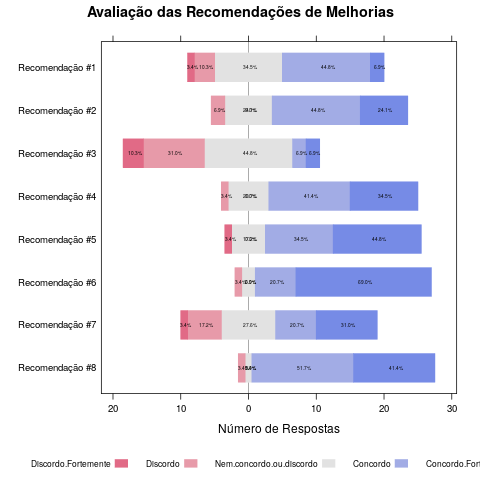 Avaliação das Recomendações de Melhorias
Recomendação #1 3.4% 10.3% 34.5% 44.8% 6.9%
Recomendação #2 6.9% 44.8% 24.1%
Recomendação #3 10.3% 31.0% 44.8% 6.9% 6.9%
Recomendação #4 3.4% 41.4% 34.5%
Recomendação #5 3.4% 34.5% 44.8%
Recomendação #6 3.4% 20.7% 69.0%
Recomendação #7 3.4% 17.2% 27.6% 20.7% 31.0%
Recomendação #8 51.7% 41.4%
20 10 0 10 20 30
Número de Respostas
Discordo.Fortemente Discordo Nem.concordo.ou.discordo Concordo Concordo.Fort